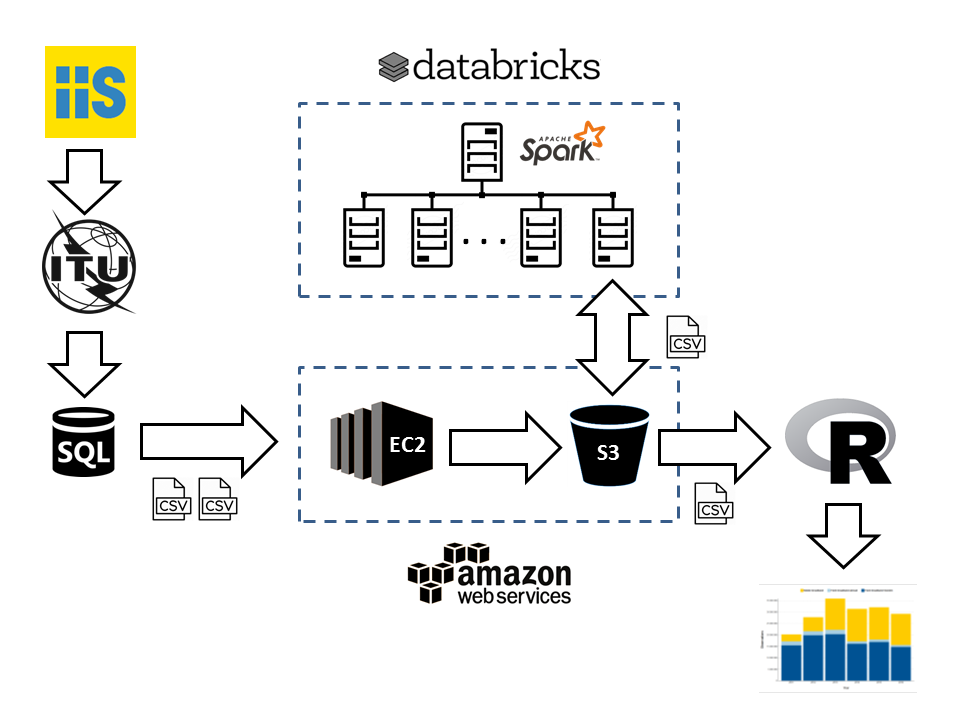 iis
databricks
APACHE
Spark
ITU
...
CSV
SQL
EC2
S3
R
CSV
CSV
CSV
amazon
web services